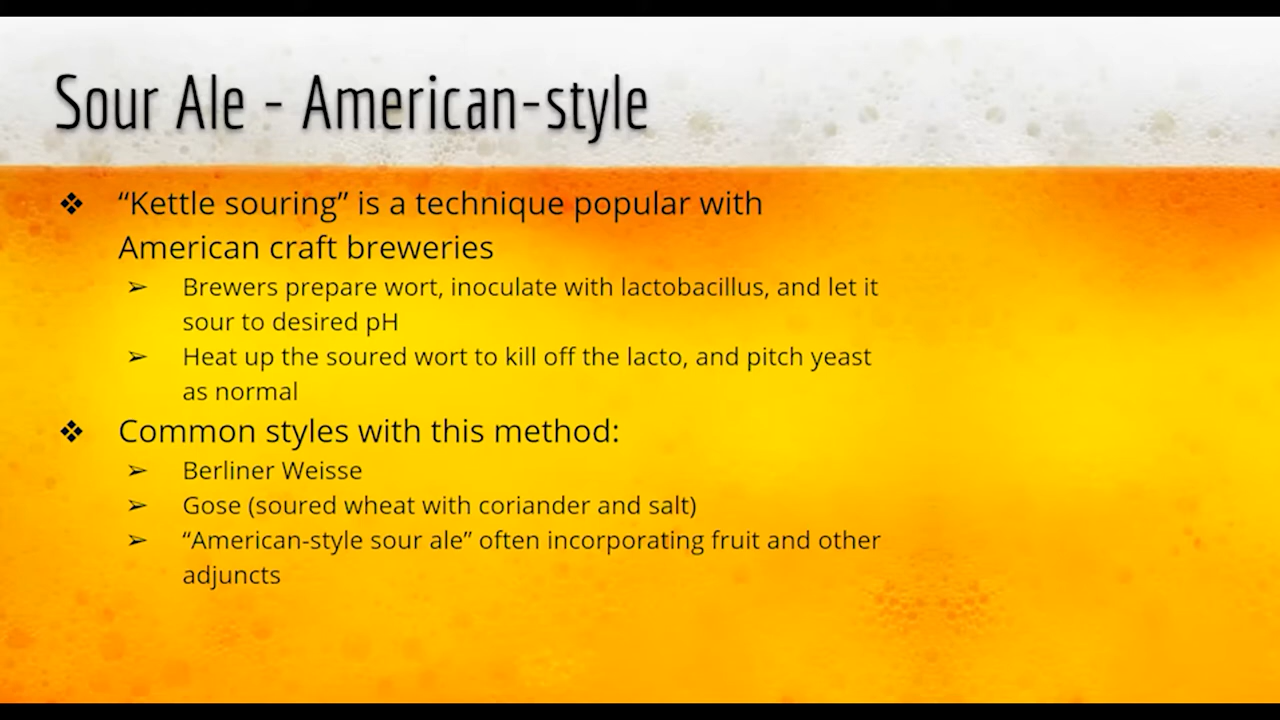 Sour Ale - American-style
❖ “Kettle souring” is a technique popular with
American craft breweries
➢ Brewers prepare wort, inoculate with lactobacillus, and let it
sour to desired pH
➢ Heat up the soured wort to kill off the lacto, and pitch yeast
as normal
❖ Common styles with this method:
➢ Berliner Weisse
➢ Gose (soured wheat with coriander and salt)
➢ “American-style sour ale” often incorporating fruit and other
adjuncts